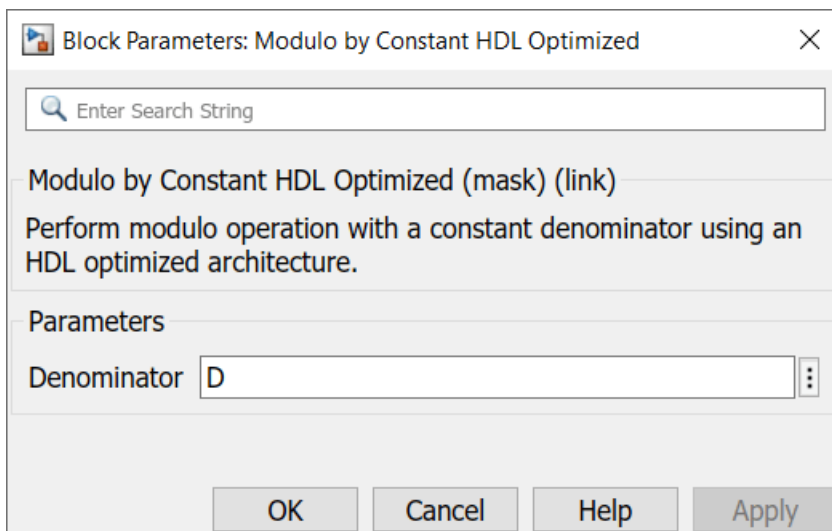 Block Parameters: Modulo by Constant HDL Optimized
Enter Search String
Modulo by Constant HDL Optimized (mask) (link)
Perform modulo operation with a constant denominator using an
HDL optimized architecture.
Parameters
Denominator D
OK Cancel Help Apply